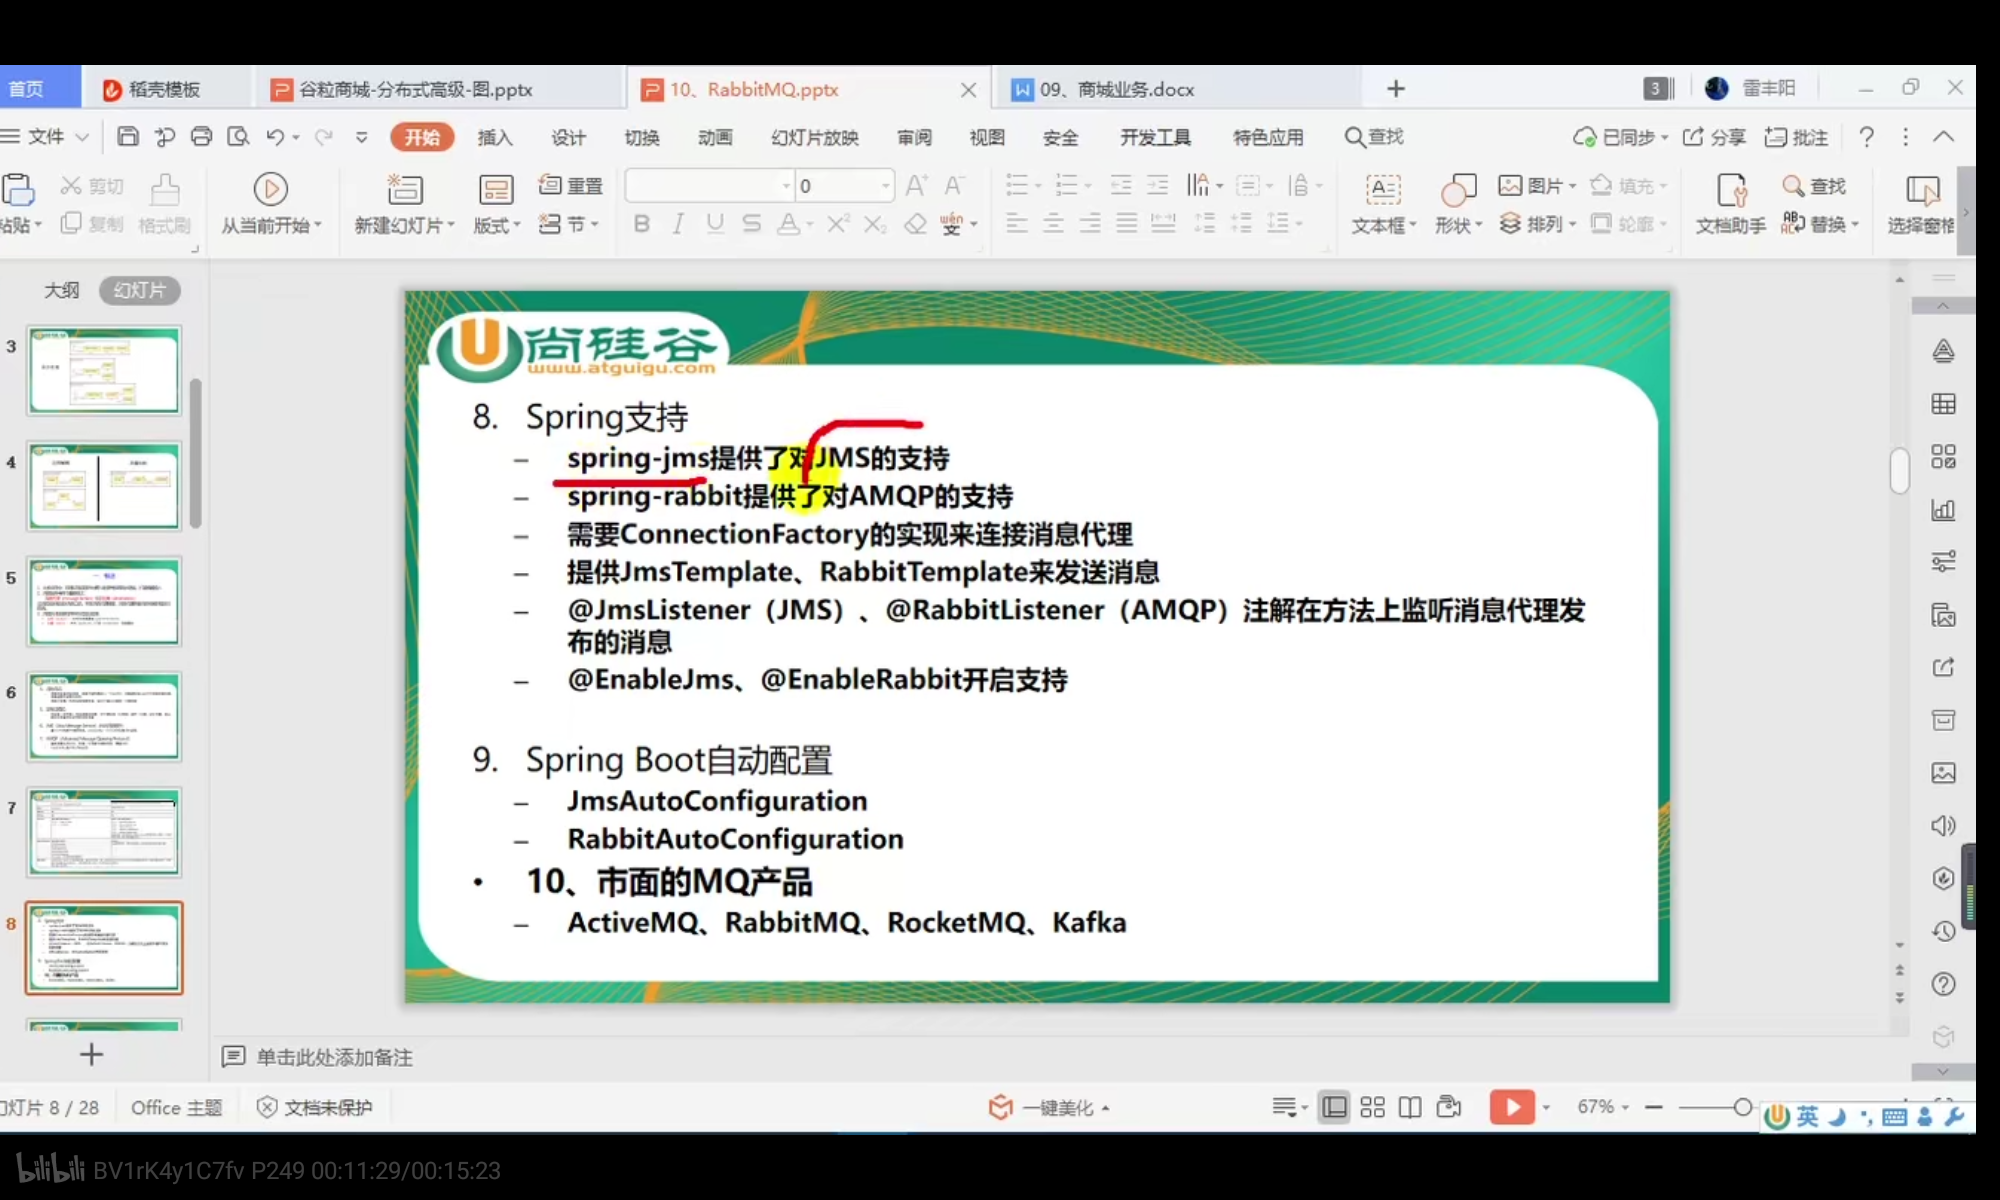 首页 稻壳模板 谷粒商城-分布式高级-图.pptx 10、RabbitMQ.pptx 09、商城业务.docx 3 雷丰阳
文件 开始 插入 设计 切换 动画 幻灯片放映 审阅 视图 安全 开发工具 特色应用 查找 已同步 分享 批注
剪切 重置 0 图片 填充 查找
粘贴 复制 格式刷 从当前开始 新建幻灯片 版式 节 文本框 形状 排列 轮廓 文档助手 替换 选择窗格
大纲 幻灯片
3
4
5
6
7
8
尚硅谷
www.atguigu.com
8. Spring支持
– spring-jms提供了对JMS的支持
– spring-rabbit提供了对AMQP的支持
– 需要ConnectionFactory的实现来连接消息代理
– 提供JmsTemplate、RabbitTemplate来发送消息
– @JmsListener（JMS）、@RabbitListener（AMQP）注解在方法上监听消息代理发
布的消息
– @EnableJms、@EnableRabbit开启支持
9. Spring Boot自动配置
– JmsAutoConfiguration
– RabbitAutoConfiguration
• 10、市面的MQ产品
– ActiveMQ、RabbitMQ、RocketMQ、Kafka
单击此处添加备注
幻灯片 8 / 28 Office 主题 文档未保护 一键美化 67% 英
bilibili BV1rK4y1C7fv P249 00:11:29/00:15:23